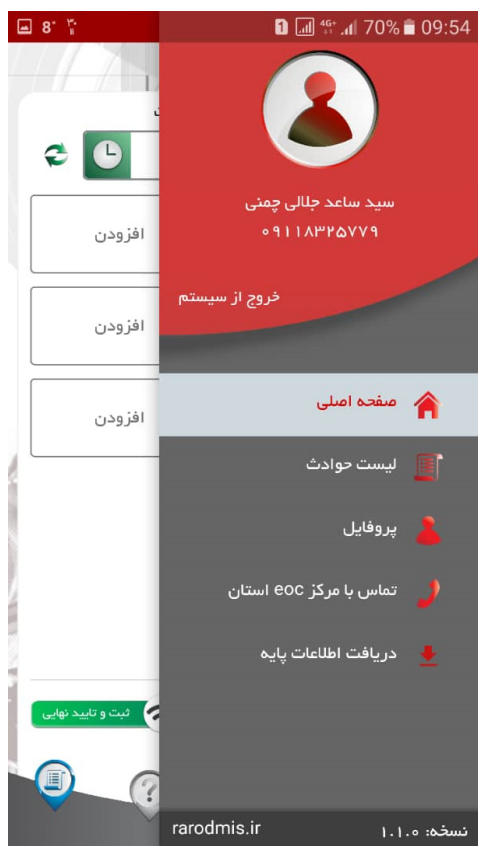 8°
1 4G+ 70% 09:54
سید ساعد جلالی چمنی
۰۹۱۱۸۳۲۵۷۷۹
خروج از سیستم
صفحه اصلی
لیست حوادث
پروفایل
تماس با مرکز eoc استان
دریافت اطلاعات پایه
نسخه: ۱.۱.۰
rarodmis.ir
افزودن
افزودن
افزودن
ثبت و تایید نهایی